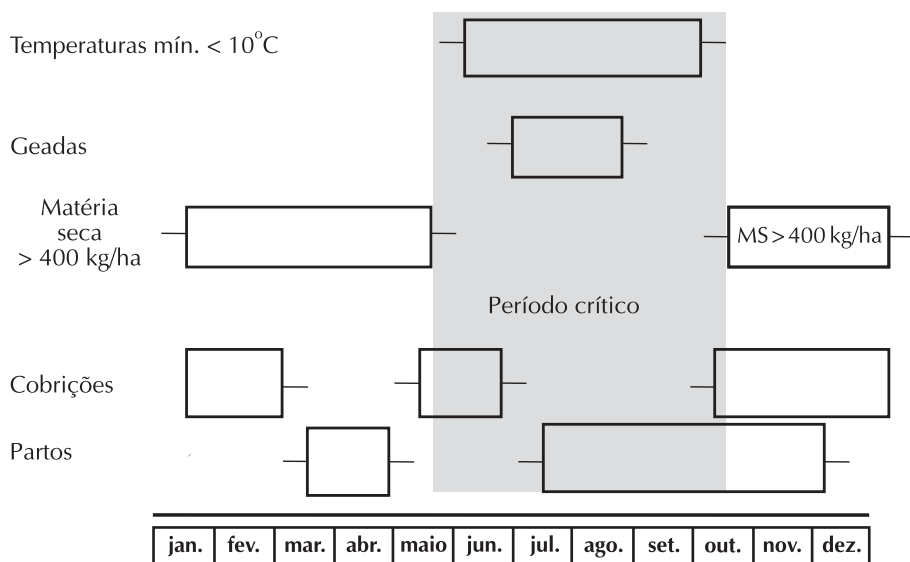 Temperaturas mín. < 10°C
Geadas
Matéria
seca
> 400 kg/ha
MS > 400 kg/ha
Período crítico
Cobrições
Partos
jan. fev. mar. abr. maio jun. jul. ago. set. out. nov. dez.